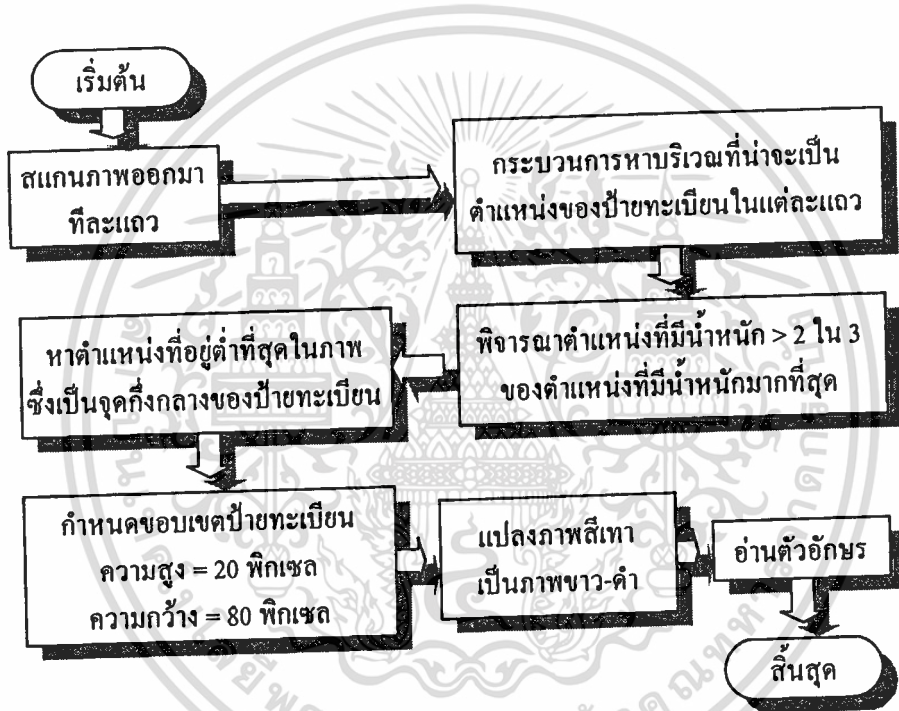 เริ่มต้น
สแกนภาพออกมา
ทีละแถว
กระบวนการหาบริเวณที่น่าจะเป็น
ตำแหน่งของป้ายทะเบียนในแต่ละแถว
พิจารณาตำแหน่งที่มีน้ำหนัก > 2 ใน 3
ของตำแหน่งที่มีน้ำหนักมากที่สุด
หาตำแหน่งที่อยู่ต่ำที่สุดในภาพ
ซึ่งเป็นจุดกึ่งกลางของป้ายทะเบียน
กำหนดขอบเขตป้ายทะเบียน
ความสูง = 20 พิกเซล
ความกว้าง = 80 พิกเซล
แปลงภาพสีเทา
เป็นภาพขาว-ดำ
อ่านตัวอักษร
สิ้นสุด